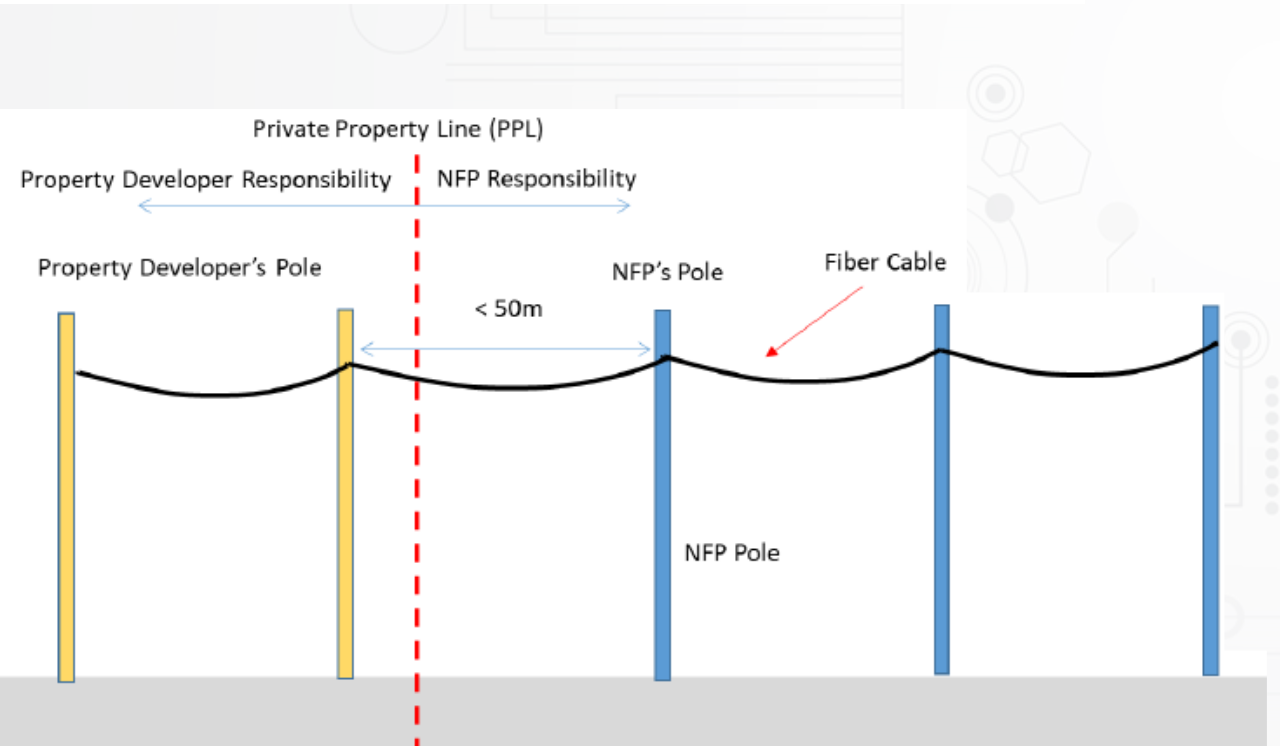 Private Property Line (PPL)
Property Developer Responsibility
NFP Responsibility
Property Developer’s Pole
NFP’s Pole
Fiber Cable
< 50m
NFP Pole